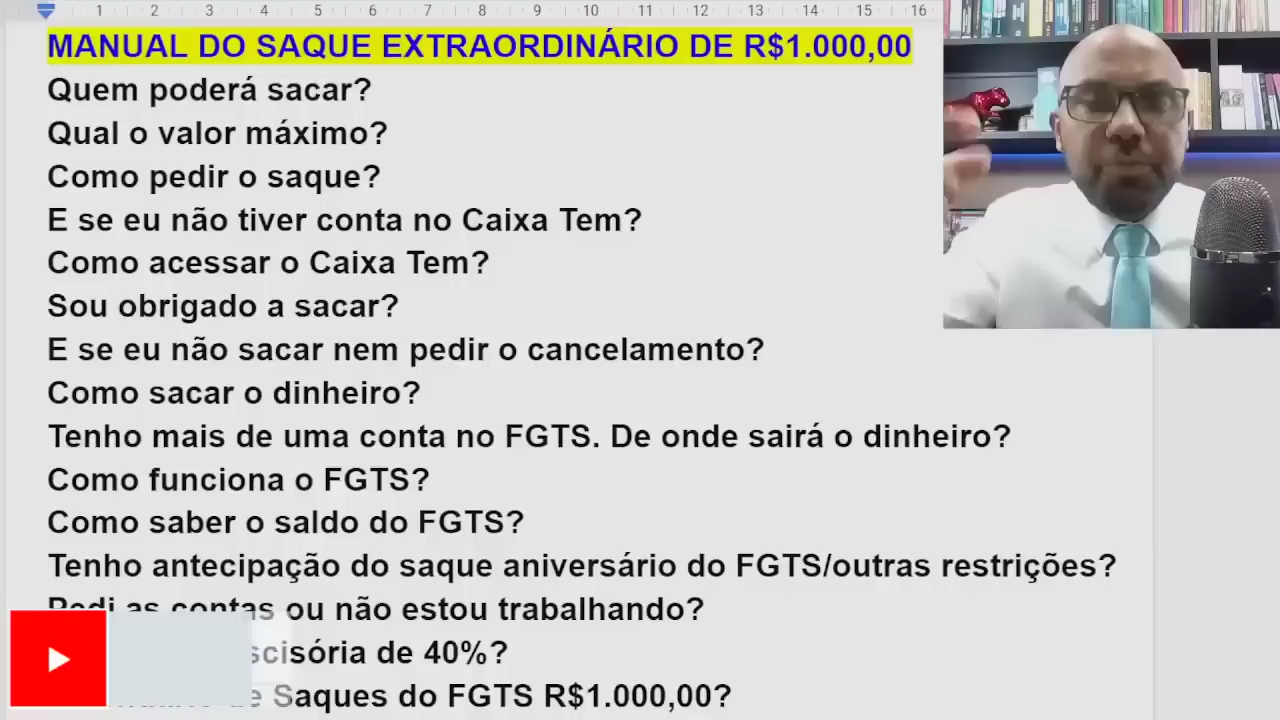 1 2 3 4 5 6 7 8 9 10 11 12 13 14 15 16
MANUAL DO SAQUE EXTRAORDINÁRIO DE R$1.000,00
Quem poderá sacar?
Qual o valor máximo?
Como pedir o saque?
E se eu não tiver conta no Caixa Tem?
Como acessar o Caixa Tem?
Sou obrigado a sacar?
E se eu não sacar nem pedir o cancelamento?
Como sacar o dinheiro?
Tenho mais de uma conta no FGTS. De onde sairá o dinheiro?
Como funciona o FGTS?
Como saber o saldo do FGTS?
Tenho antecipação do saque aniversário do FGTS/outras restrições?
Pedi as contas ou não estou trabalhando?
scisória de 40%?
Saques do FGTS R$1.000,00?